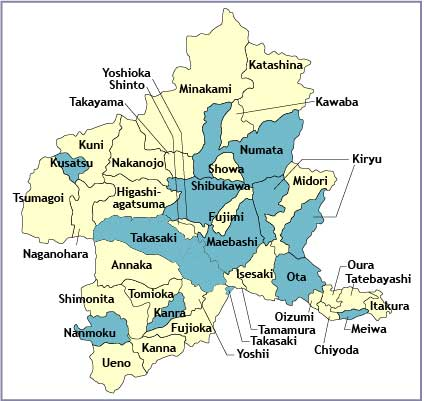 Katashina
Yoshioka
Shinto
Minakami
Takayama
Kawaba
Kuni
Numata
Kusatsu
Nakanojo
Kiryu
Showa
Midori
Shibukawa
Higashi-
agatsuma
Tsumagoi
Fujimi
Takasaki
Maebashi
Naganohara
Annaka
Isesaki
Ota
Oura
Tatebayashi
Tomioka
Shimonita
Itakura
Kanra
Oizumi
Meiwa
Fujioka
Tamamura
Nanmoku
Takasaki
Chiyoda
Kanna
Yoshii
Ueno